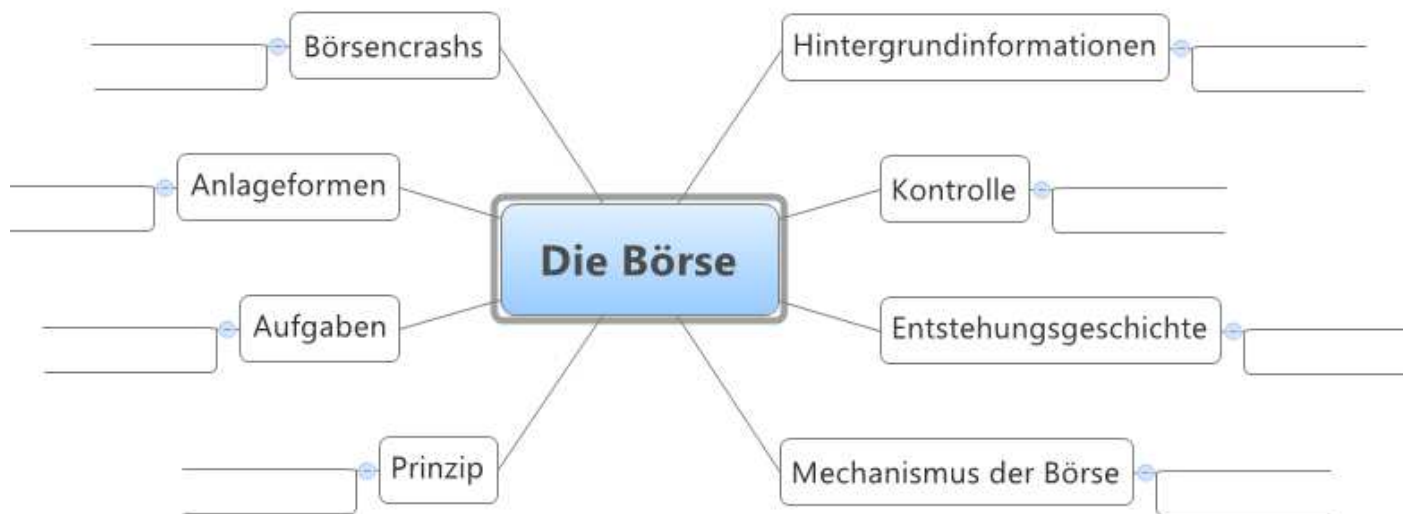 Börsencrashs
Hintergrundinformationen
Anlageformen
Kontrolle
Die Börse
Aufgaben
Entstehungsgeschichte
Prinzip
Mechanismus der Börse